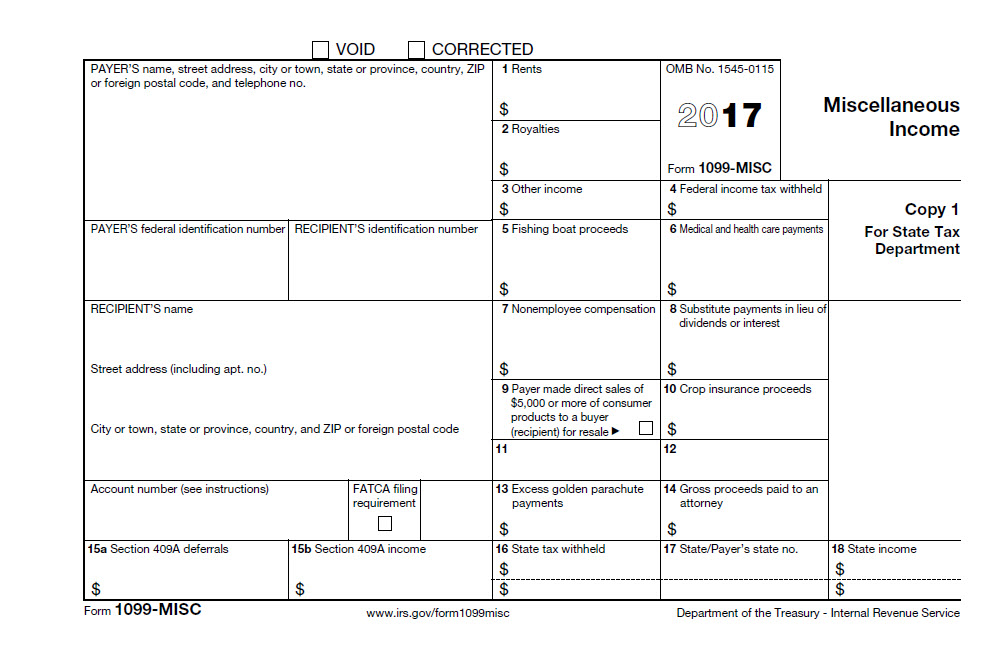 VOID CORRECTED
PAYER'S name, street address, city or town, state or province, country, ZIP
or foreign postal code, and telephone no.
1 Rents
$
2 Royalties
$
OMB No. 1545-0115
2017
Form 1099-MISC
Miscellaneous
Income
3 Other income
$
4 Federal income tax withheld
$
Copy 1
For State Tax
Department
PAYER'S federal identification number
RECIPIENT'S identification number
5 Fishing boat proceeds
$
6 Medical and health care payments
$
RECIPIENT'S name
Street address (including apt. no.)
City or town, state or province, country, and ZIP or foreign postal code
7 Nonemployee compensation
$
8 Substitute payments in lieu of
dividends or interest
$
9 Payer made direct sales of
$5,000 or more of consumer
products to a buyer
(recipient) for resale ►
10 Crop insurance proceeds
$
11
12
Account number (see instructions)
FATCA filing
requirement
13 Excess golden parachute
payments
$
14 Gross proceeds paid to an
attorney
$
15a Section 409A deferrals
$
15b Section 409A income
$
16 State tax withheld
$
$
17 State/Payer's state no.
18 State income
$
$
Form 1099-MISC
www.irs.gov/form1099misc
Department of the Treasury - Internal Revenue Service